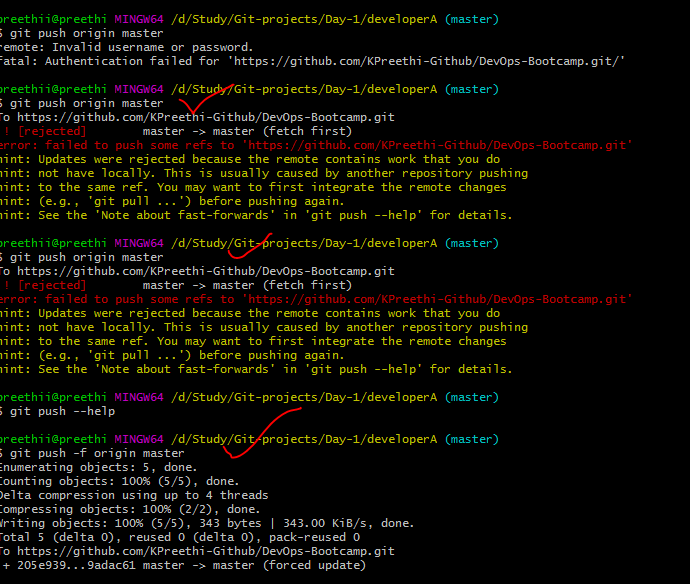 preethii@preethi MINGW64 /d/Study/Git-projects/Day-1/developerA (master)
$ git push origin master
remote: Invalid username or password.
fatal: Authentication failed for 'https://github.com/KPreethi-Github/DevOps-Bootcamp.git/'
preethii@preethi MINGW64 /d/Study/Git-projects/Day-1/developerA (master)
$ git push origin master
To https://github.com/KPreethi-Github/DevOps-Bootcamp.git
! [rejected] master -> master (fetch first)
error: failed to push some refs to 'https://github.com/KPreethi-Github/DevOps-Bootcamp.git'
hint: Updates were rejected because the remote contains work that you do
hint: not have locally. This is usually caused by another repository pushing
hint: to the same ref. You may want to first integrate the remote changes
hint: (e.g., 'git pull ...') before pushing again.
hint: See the 'Note about fast-forwards' in 'git push --help' for details.
preethii@preethi MINGW64 /d/Study/Git-projects/Day-1/developerA (master)
$ git push origin master
To https://github.com/KPreethi-Github/DevOps-Bootcamp.git
! [rejected] master -> master (fetch first)
error: failed to push some refs to 'https://github.com/KPreethi-Github/DevOps-Bootcamp.git'
hint: Updates were rejected because the remote contains work that you do
hint: not have locally. This is usually caused by another repository pushing
hint: to the same ref. You may want to first integrate the remote changes
hint: (e.g., 'git pull ...') before pushing again.
hint: See the 'Note about fast-forwards' in 'git push --help' for details.
preethii@preethi MINGW64 /d/Study/Git-projects/Day-1/developerA (master)
$ git push --help
preethii@preethi MINGW64 /d/Study/Git-projects/Day-1/developerA (master)
$ git push -f origin master
Enumerating objects: 5, done.
Counting objects: 100% (5/5), done.
Delta compression using up to 4 threads
Compressing objects: 100% (2/2), done.
Writing objects: 100% (5/5), 343 bytes | 343.00 KiB/s, done.
Total 5 (delta 0), reused 0 (delta 0), pack-reused 0
To https://github.com/KPreethi-Github/DevOps-Bootcamp.git
+ 205e939...9adac61 master -> master (forced update)